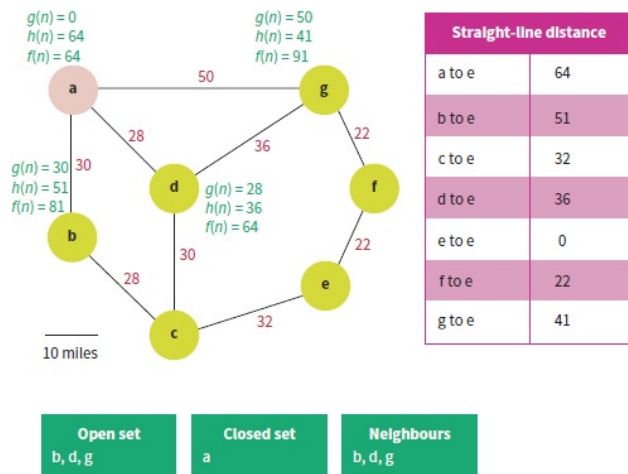 g(n) = 0
h(n) = 64
f(n) = 64
g(n) = 50
h(n) = 41
f(n) = 91
a
50
g
28
36
22
30
g(n) = 30
h(n) = 51
f(n) = 81
d
g(n) = 28
h(n) = 36
f(n) = 64
f
b
30
22
28
e
c
32
10 miles
Straight-line distance
a to e 64
b to e 51
c to e 32
d to e 36
e to e 0
f to e 22
g to e 41
Open set
b, d, g
Closed set
a
Neighbours
b, d, g